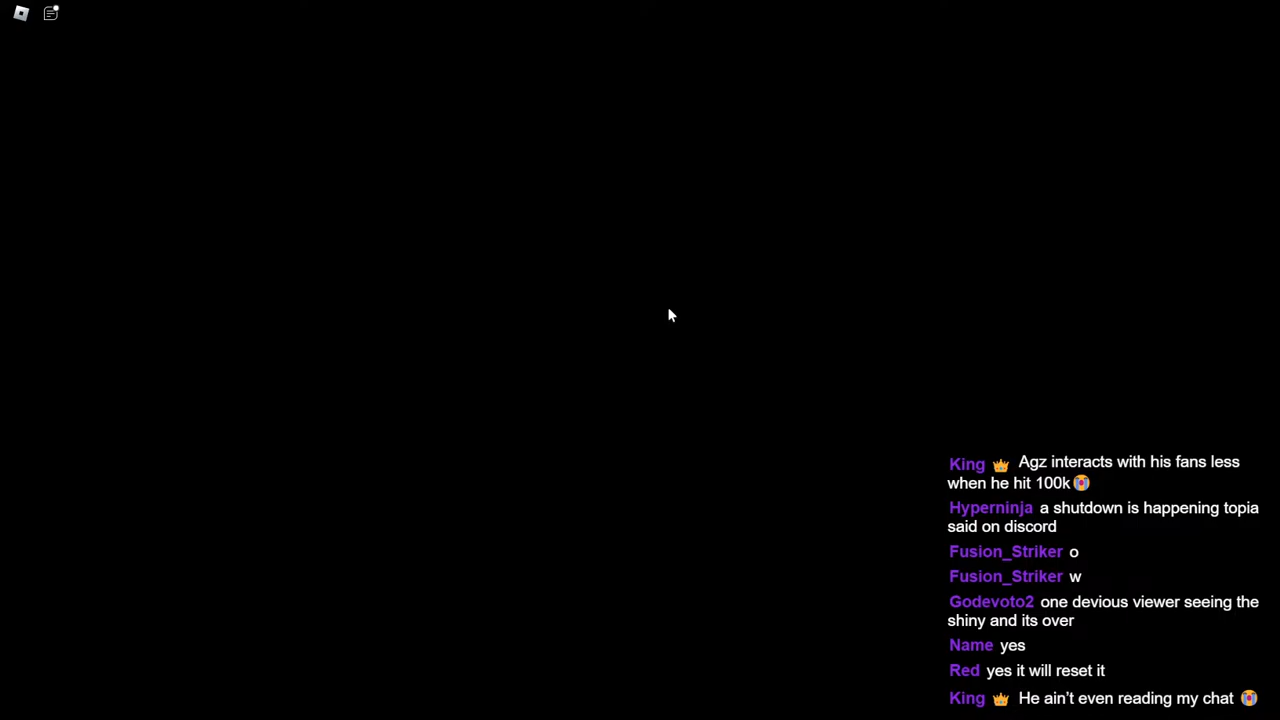 King 👑 Agz interacts with his fans less
when he hit 100k😭
Hyperninja a shutdown is happening topia
said on discord
Fusion_Striker o
Fusion_Striker w
Godevoto2 one devious viewer seeing the
shiny and its over
Name yes
Red yes it will reset it
King 👑 He ain't even reading my chat 😭